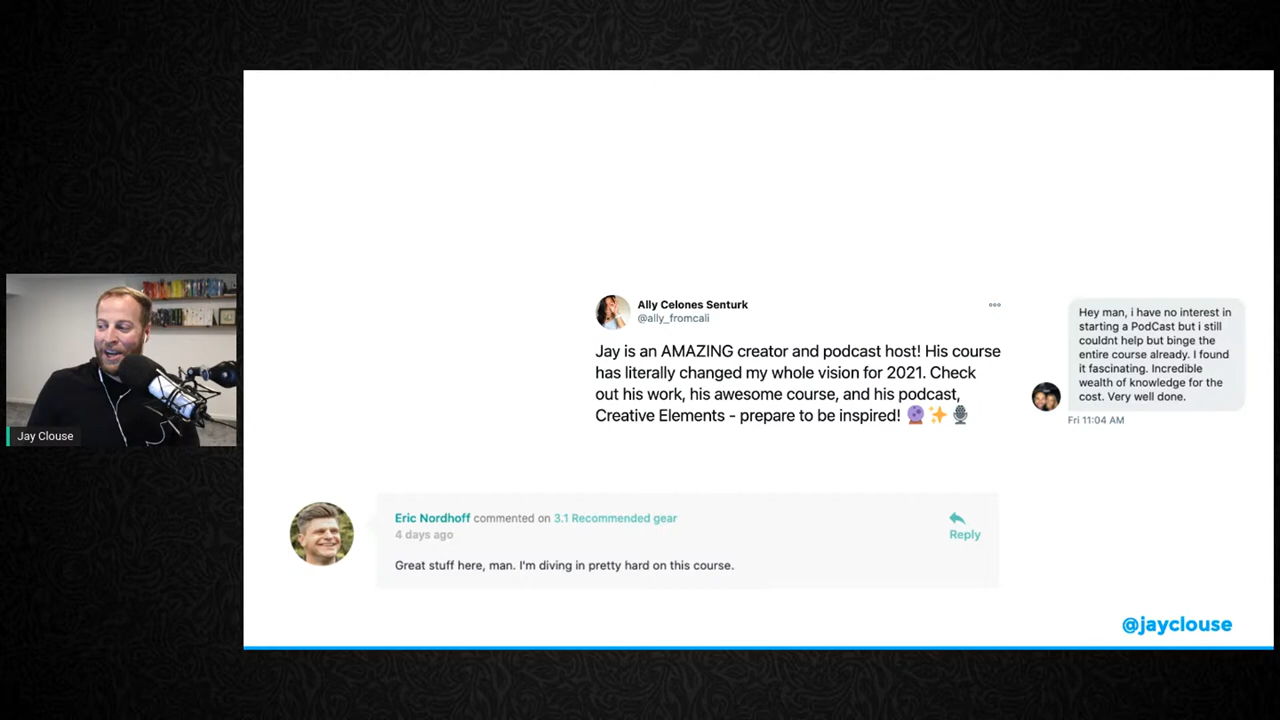 Ally Celones Senturk
@ally_fromcali
Jay is an AMAZING creator and podcast host! His course
has literally changed my whole vision for 2021. Check
out his work, his awesome course, and his podcast,
Creative Elements - prepare to be inspired! 🔮✨🎙️
Hey man, i have no interest in
starting a PodCast but i still
couldnt help but binge the
entire course already. I found
it fascinating. Incredible
wealth of knowledge for the
cost. Very well done.
Fri 11:04 AM
Jay Clouse
Eric Nordhoff commented on 3.1 Recommended gear
4 days ago
Reply
Great stuff here, man. I'm diving in pretty hard on this course.
@jayclouse